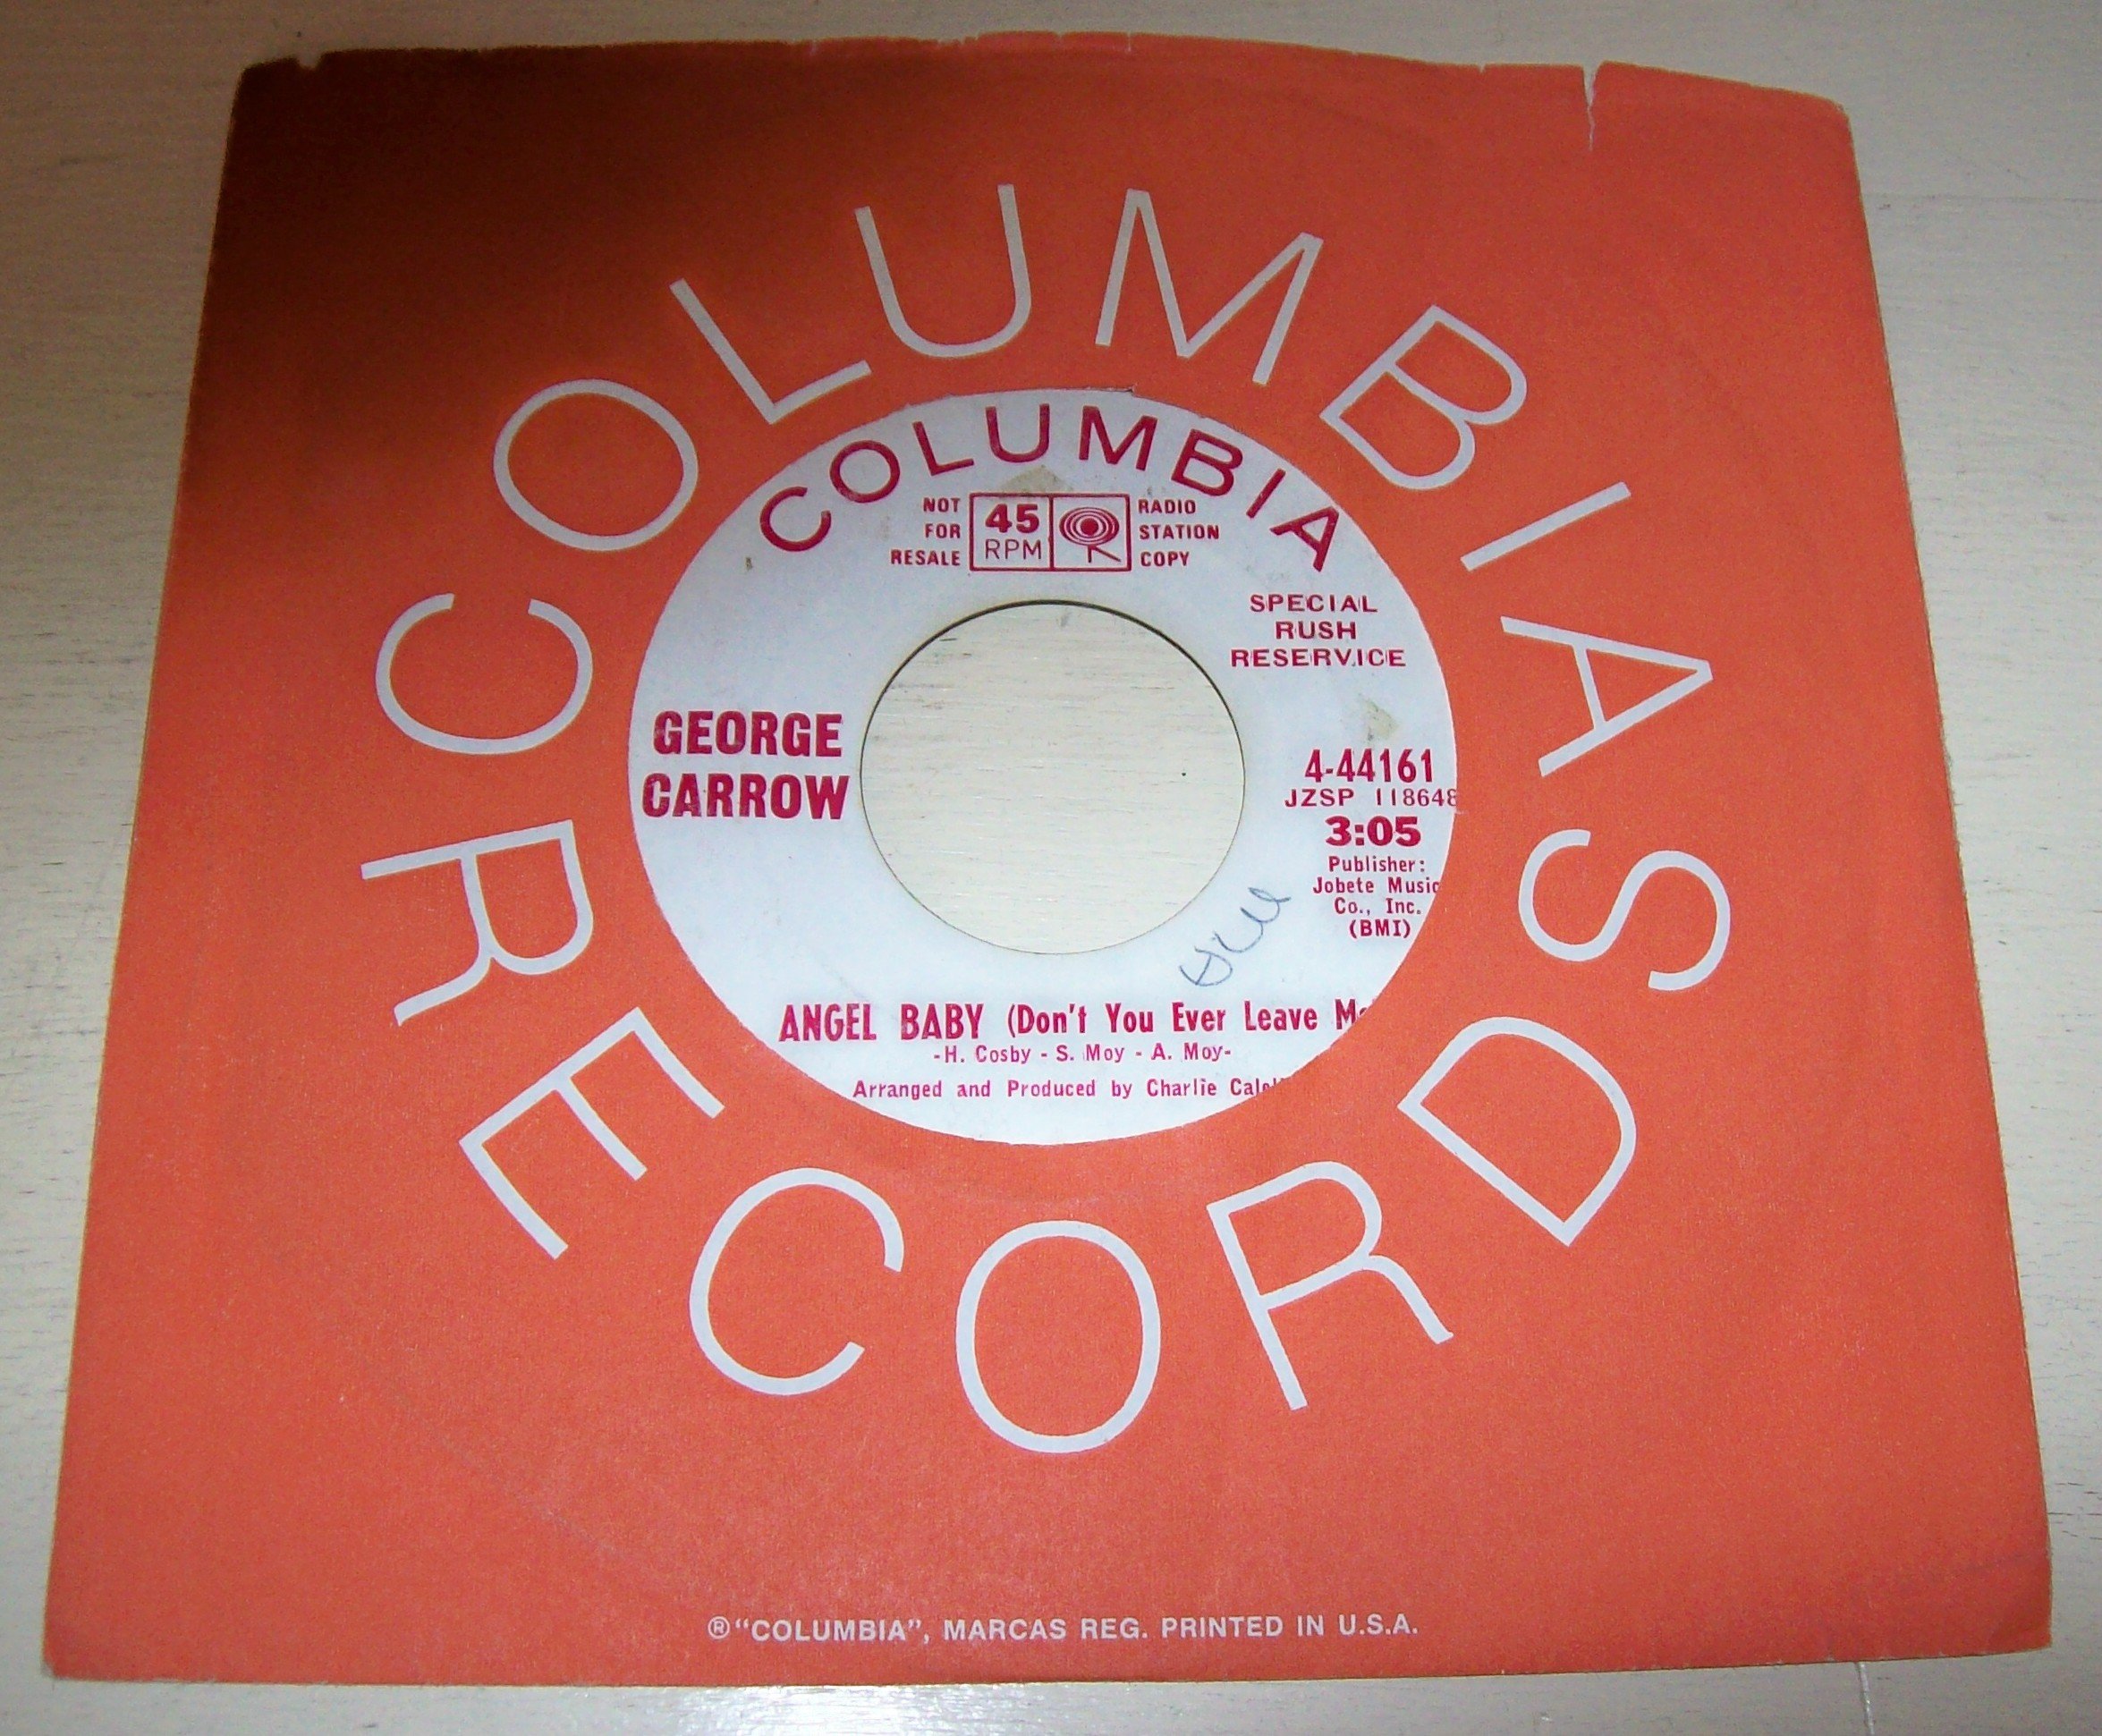 COLUMBIA
RECORDS
COLUMBIA
NOT
FOR
RESALE
45
RPM
RADIO
STATION
COPY
SPECIAL
RUSH
RESERVICE
GEORGE
CARROW
4-44161
JZSP 118648
3:05
Publisher:
Jobete Music
Co., Inc.
(BMI)
ANGEL BABY (Don't You Ever Leave
-H. Cosby - S. Moy - A. Moy-
Arranged and Produced by Charlie
®"COLUMBIA", MARCAS REG. PRINTED IN U.S.A.